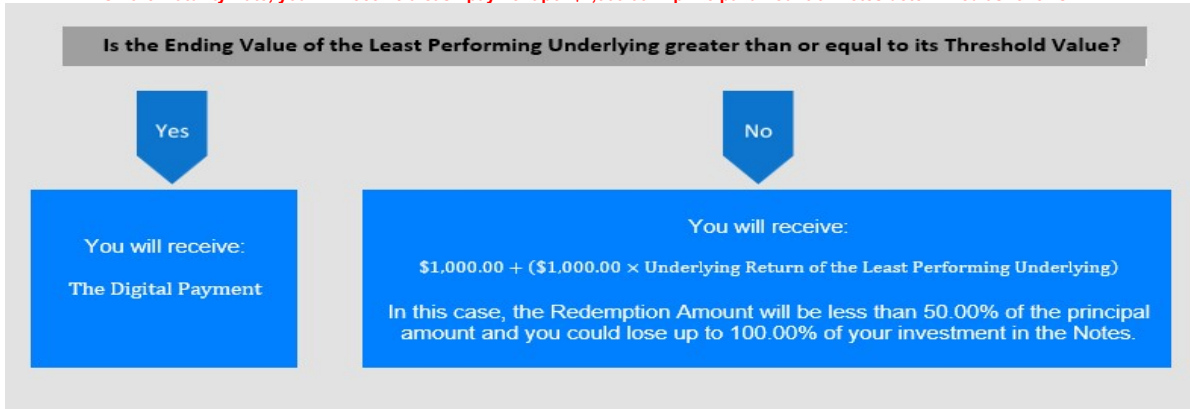 Is the Ending Value of the Least Performing Underlying greater than or equal to its Threshold Value?
Yes
No
You will receive:
The Digital Payment
You will receive:
$1,000.00 + ($1,000.00 × Underlying Return of the Least Performing Underlying)
In this case, the Redemption Amount will be less than 50.00% of the principal
amount and you could lose up to 100.00% of your investment in the Notes.